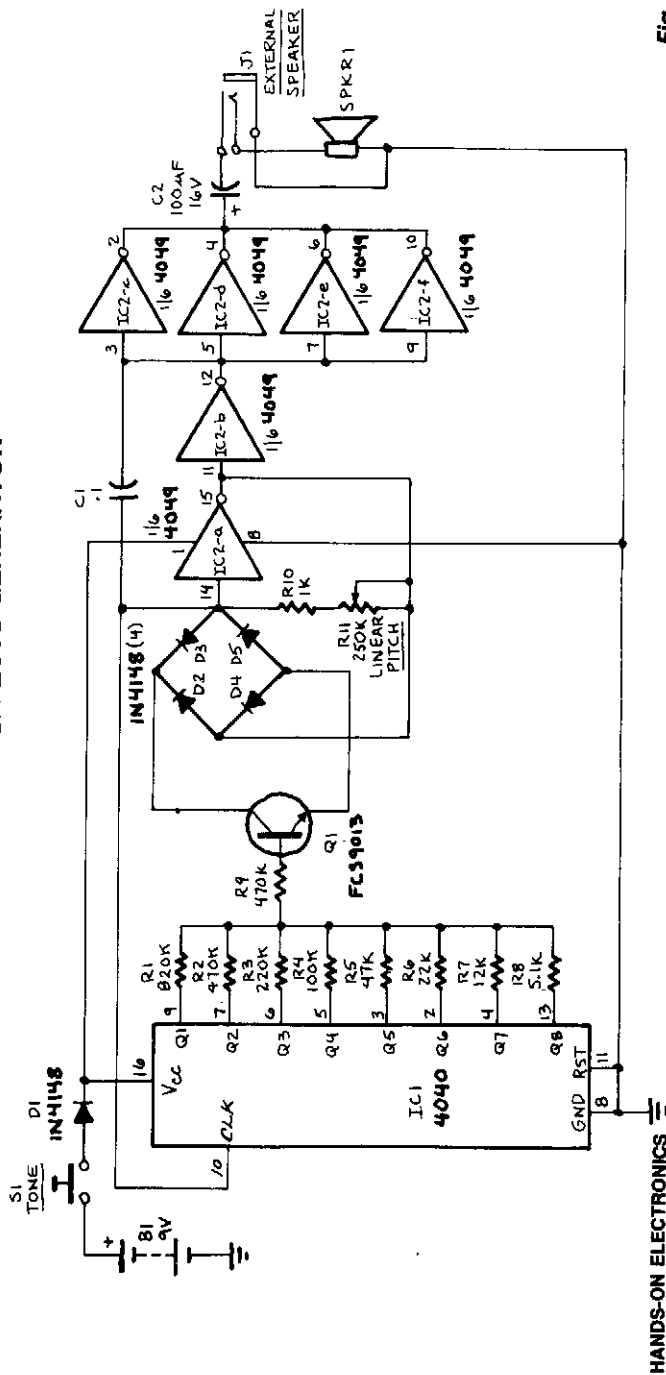 S1
TONE
D1
1N4148
B1
9V
+
16
Vcc
10
CLK
IC1
4040
GND
RST
8
11
Q1
9
R1
820K
Q2
7
R2
470K
Q3
6
R3
220K
Q4
5
R4
100K
Q5
3
R5
47K
Q6
2
R6
22K
Q7
4
R7
12K
Q8
13
R8
5.1K
R9
470K
Q1
FCS9013
1N4148(4)
D2
D3
D4
D5
R10
1K
R11
250K
LINEAR
PITCH
C1
.1
1/6
4049
1
14
IC2-a
15
8
11
IC2-b
12
1/6 4049
3
IC2-c
2
1/6 4049
5
IC2-d
4
1/6 4049
7
IC2-e
6
1/6 4049
9
IC2-f
10
1/6 4049
C2
100µF
16V
+
J1
EXTERNAL
SPEAKER
SPKR1
HANDS-ON ELECTRONICS
Fig